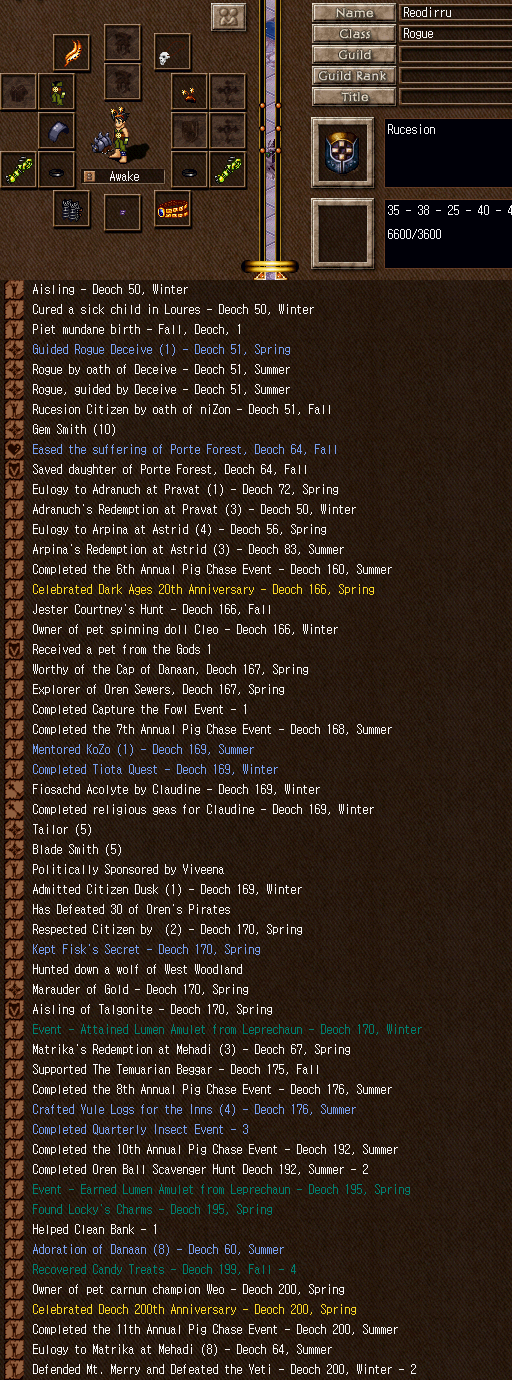 Name
Reodirru
Class
Rogue
Guild
Guild Rank
Title
Awake
Rucesion
35 - 38 - 25 - 40 - 4
6600/3600
Aisling - Deoch 50, Winter
Cured a sick child in Loures - Deoch 50, Winter
Piet mundane birth - Fall, Deoch, 1
Guided Rogue Deceive (1) - Deoch 51, Spring
Rogue by oath of Deceive - Deoch 51, Summer
Rogue, guided by Deceive - Deoch 51, Summer
Rucesion Citizen by oath of niZon - Deoch 51, Fall
Gem Smith (10)
Eased the suffering of Porte Forest, Deoch 64, Fall
Saved daughter of Porte Forest, Deoch 64, Fall
Eulogy to Adranuch at Pravat (1) - Deoch 72, Spring
Adranuch's Redemption at Pravat (3) - Deoch 50, Winter
Eulogy to Arpina at Astrid (4) - Deoch 56, Spring
Arpina's Redemption at Astrid (3) - Deoch 83, Summer
Completed the 6th Annual Pig Chase Event - Deoch 160, Summer
Celebrated Dark Ages 20th Anniversary - Deoch 166, Spring
Jester Courtney's Hunt - Deoch 166, Fall
Owner of pet spinning doll Cleo - Deoch 166, Winter
Received a pet from the Gods 1
Worthy of the Cap of Danaan, Deoch 167, Spring
Explorer of Oren Sewers, Deoch 167, Spring
Completed Capture the Fowl Event - 1
Completed the 7th Annual Pig Chase Event - Deoch 168, Summer
Mentored KoZo (1) - Deoch 169, Summer
Completed Tiota Quest - Deoch 169, Winter
Fiosachd Acolyte by Claudine - Deoch 169, Winter
Completed religious geas for Claudine - Deoch 169, Winter
Tailor (5)
Blade Smith (5)
Politically Sponsored by Viveena
Admitted Citizen Dusk (1) - Deoch 169, Winter
Has Defeated 30 of Oren's Pirates
Respected Citizen by  (2) - Deoch 170, Spring
Kept Fisk's Secret - Deoch 170, Spring
Hunted down a wolf of West Woodland
Marauder of Gold - Deoch 170, Spring
Aisling of Talgonite - Deoch 170, Spring
Event - Attained Lumen Amulet from Leprechaun - Deoch 170, Winter
Matrika's Redemption at Mehadi (3) - Deoch 67, Spring
Supported The Temuarian Beggar - Deoch 175, Fall
Completed the 8th Annual Pig Chase Event - Deoch 176, Summer
Crafted Yule Logs for the Inns (4) - Deoch 176, Summer
Completed Quarterly Insect Event - 3
Completed the 10th Annual Pig Chase Event - Deoch 192, Summer
Completed Oren Ball Scavenger Hunt Deoch 192, Summer - 2
Event - Earned Lumen Amulet from Leprechaun - Deoch 195, Spring
Found Locky's Charms - Deoch 195, Spring
Helped Clean Bank - 1
Adoration of Danaan (8) - Deoch 60, Summer
Recovered Candy Treats - Deoch 199, Fall - 4
Owner of pet carnun champion Weo - Deoch 200, Spring
Celebrated Deoch 200th Anniversary - Deoch 200, Spring
Completed the 11th Annual Pig Chase Event - Deoch 200, Summer
Eulogy to Matrika at Mehadi (8) - Deoch 64, Summer
Defended Mt. Merry and Defeated the Yeti - Deoch 200, Winter - 2